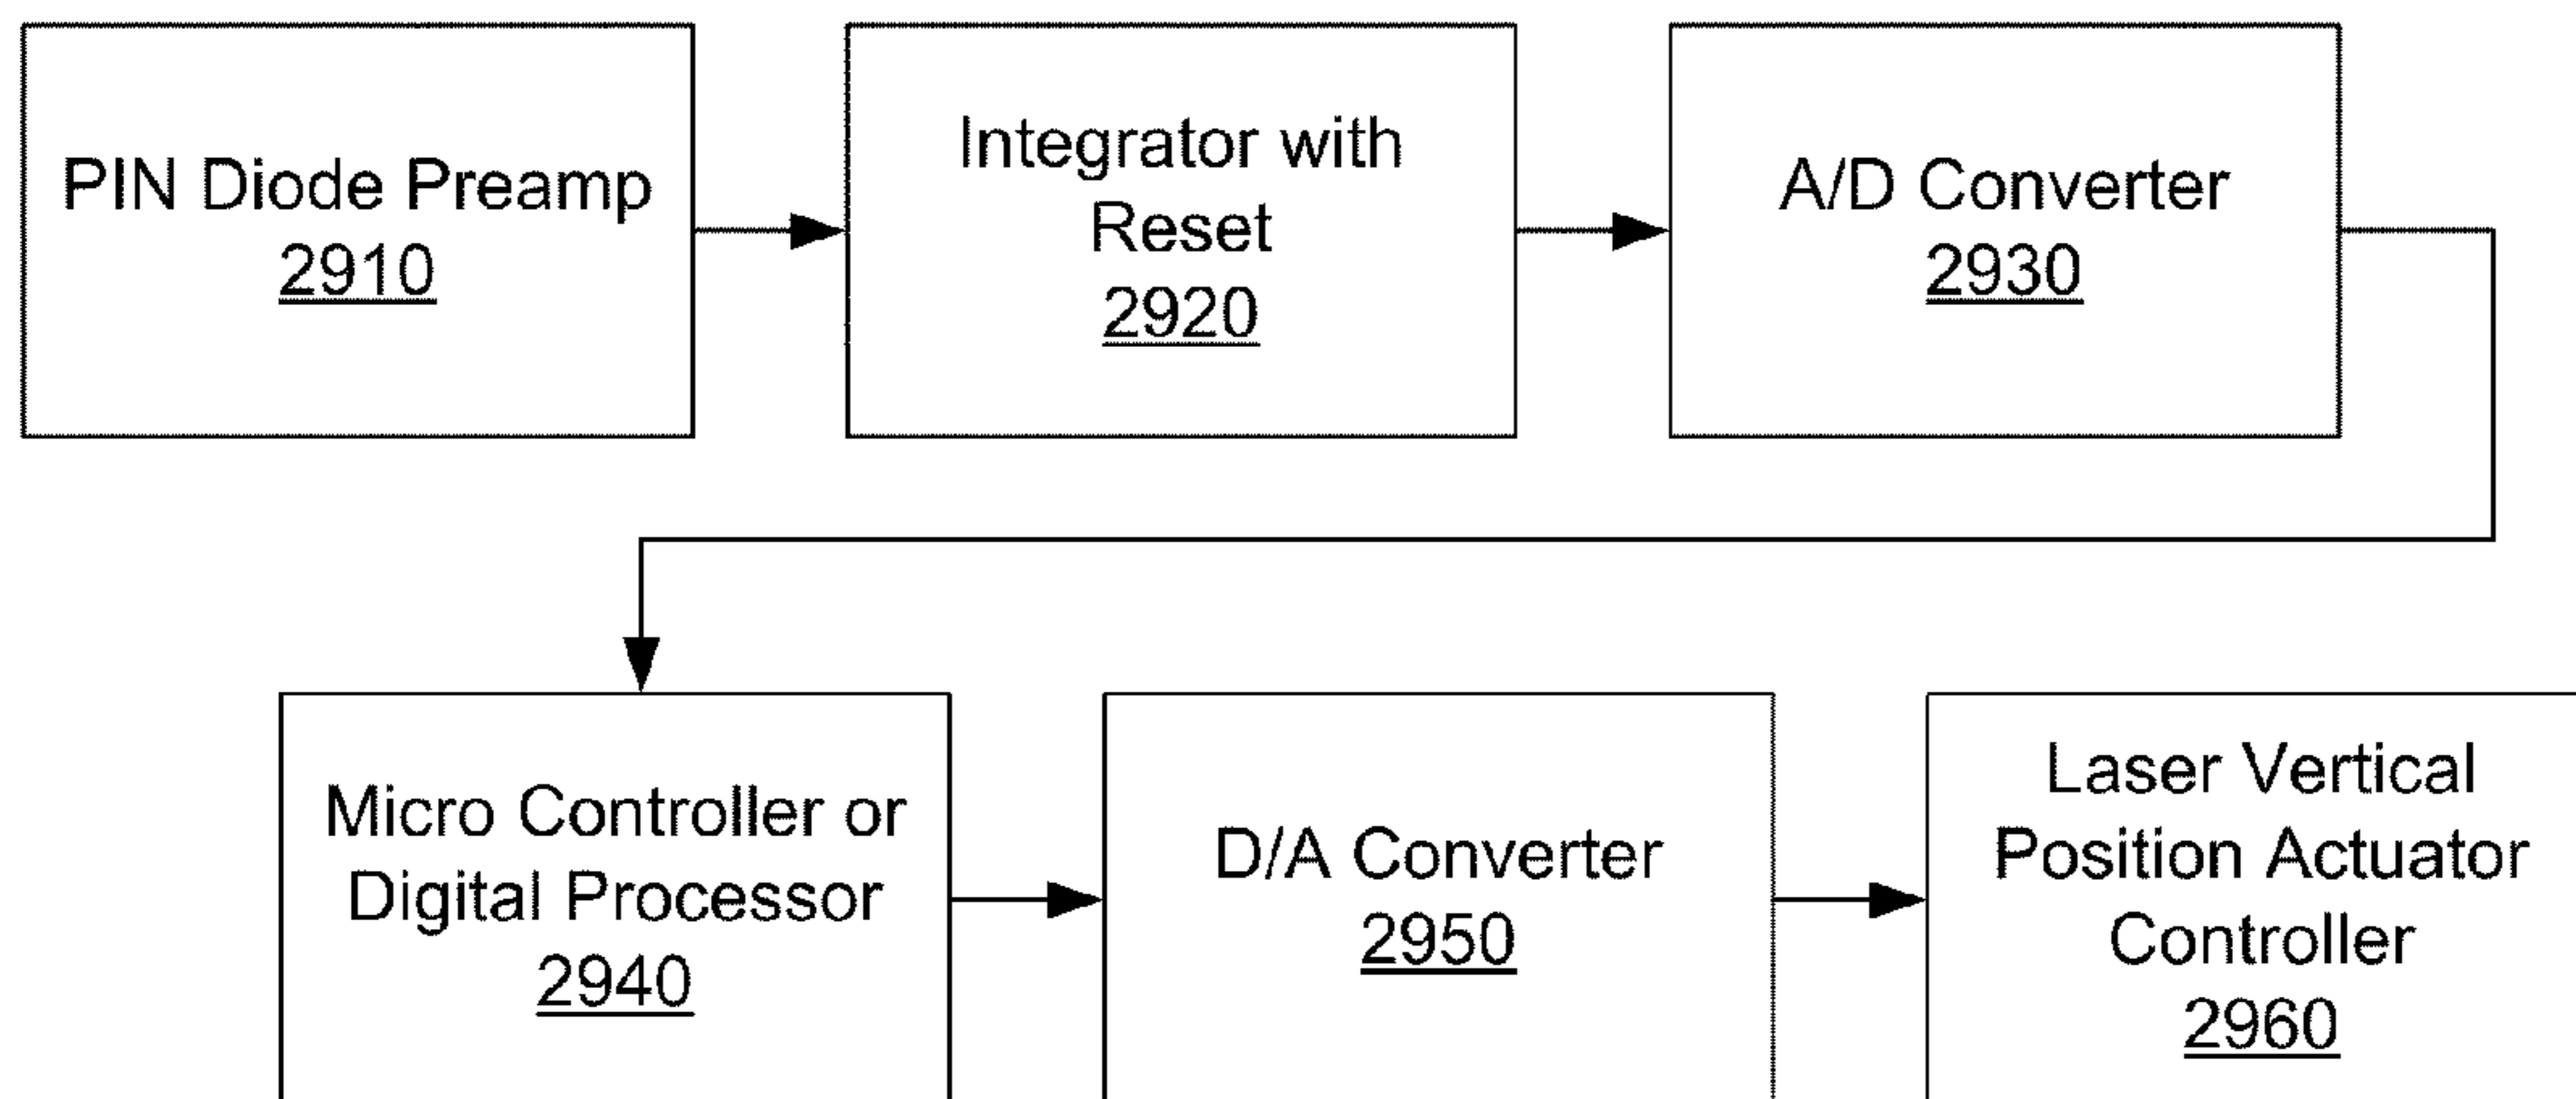 PIN Diode Preamp
2910
Integrator with
Reset
2920
A/D Converter
2930
Micro Controller or
Digital Processor
2940
D/A Converter
2950
Laser Vertical
Position Actuator
Controller
2960